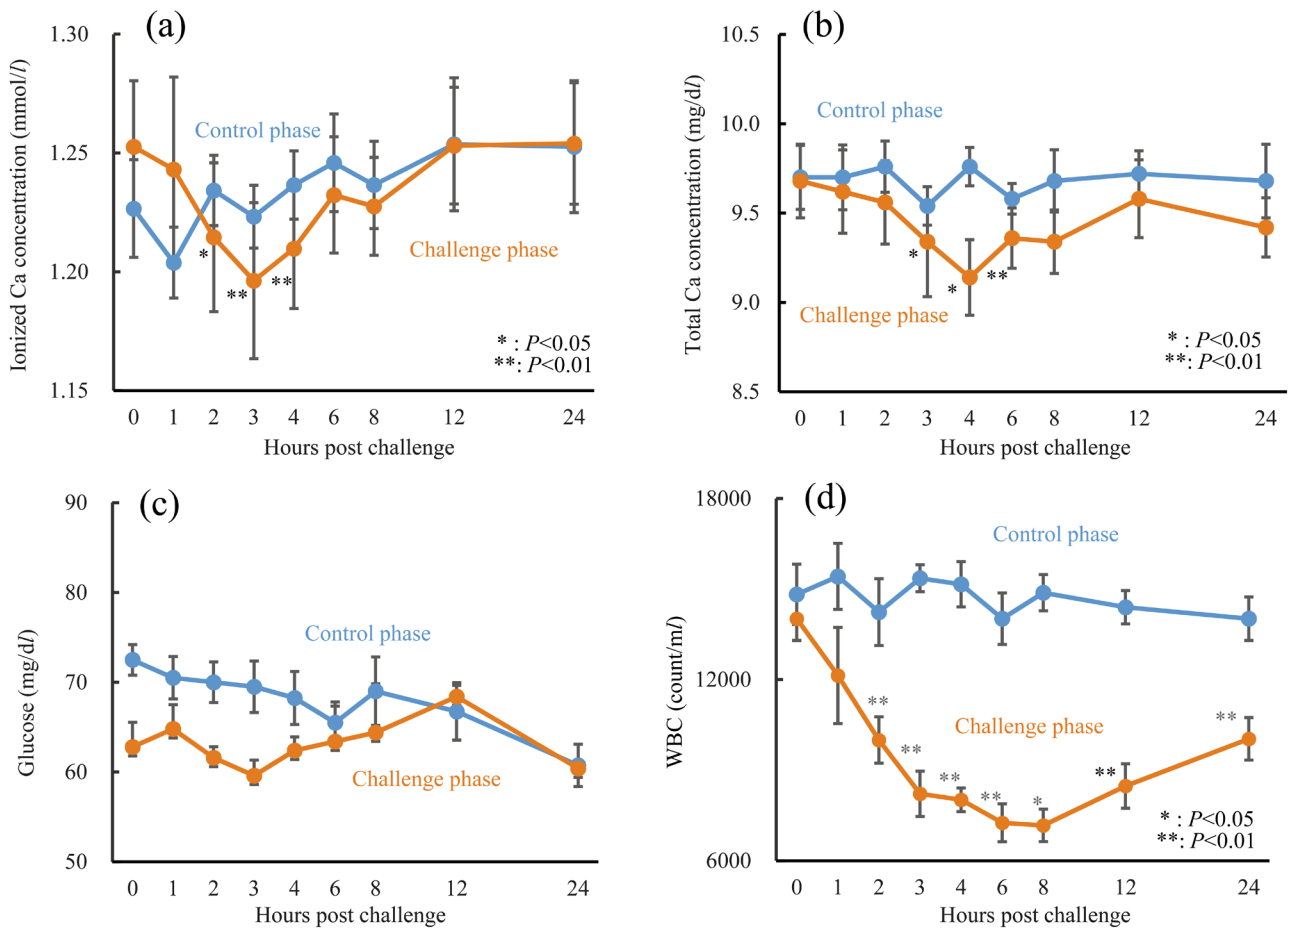 (a)
1.30
1.25
1.20
1.15
Ionized Ca concentration (mmol/l)
Control phase
Challenge phase
*
**
**
* : P<0.05
**: P<0.01
0 1 2 3 4 6 8 12 24
Hours post challenge
(b)
10.5
10.0
9.5
9.0
8.5
Total Ca concentration (mg/dl)
Control phase
Challenge phase
*
*
**
* : P<0.05
**: P<0.01
0 1 2 3 4 6 8 12 24
Hours post challenge
(c)
90
80
70
60
50
Glucose (mg/dl)
Control phase
Challenge phase
0 1 2 3 4 6 8 12 24
Hours post challenge
(d)
18000
12000
6000
WBC (count/ml)
Control phase
Challenge phase
**
**
**
**
*
**
**
* : P<0.05
**: P<0.01
0 1 2 3 4 6 8 12 24
Hours post challenge